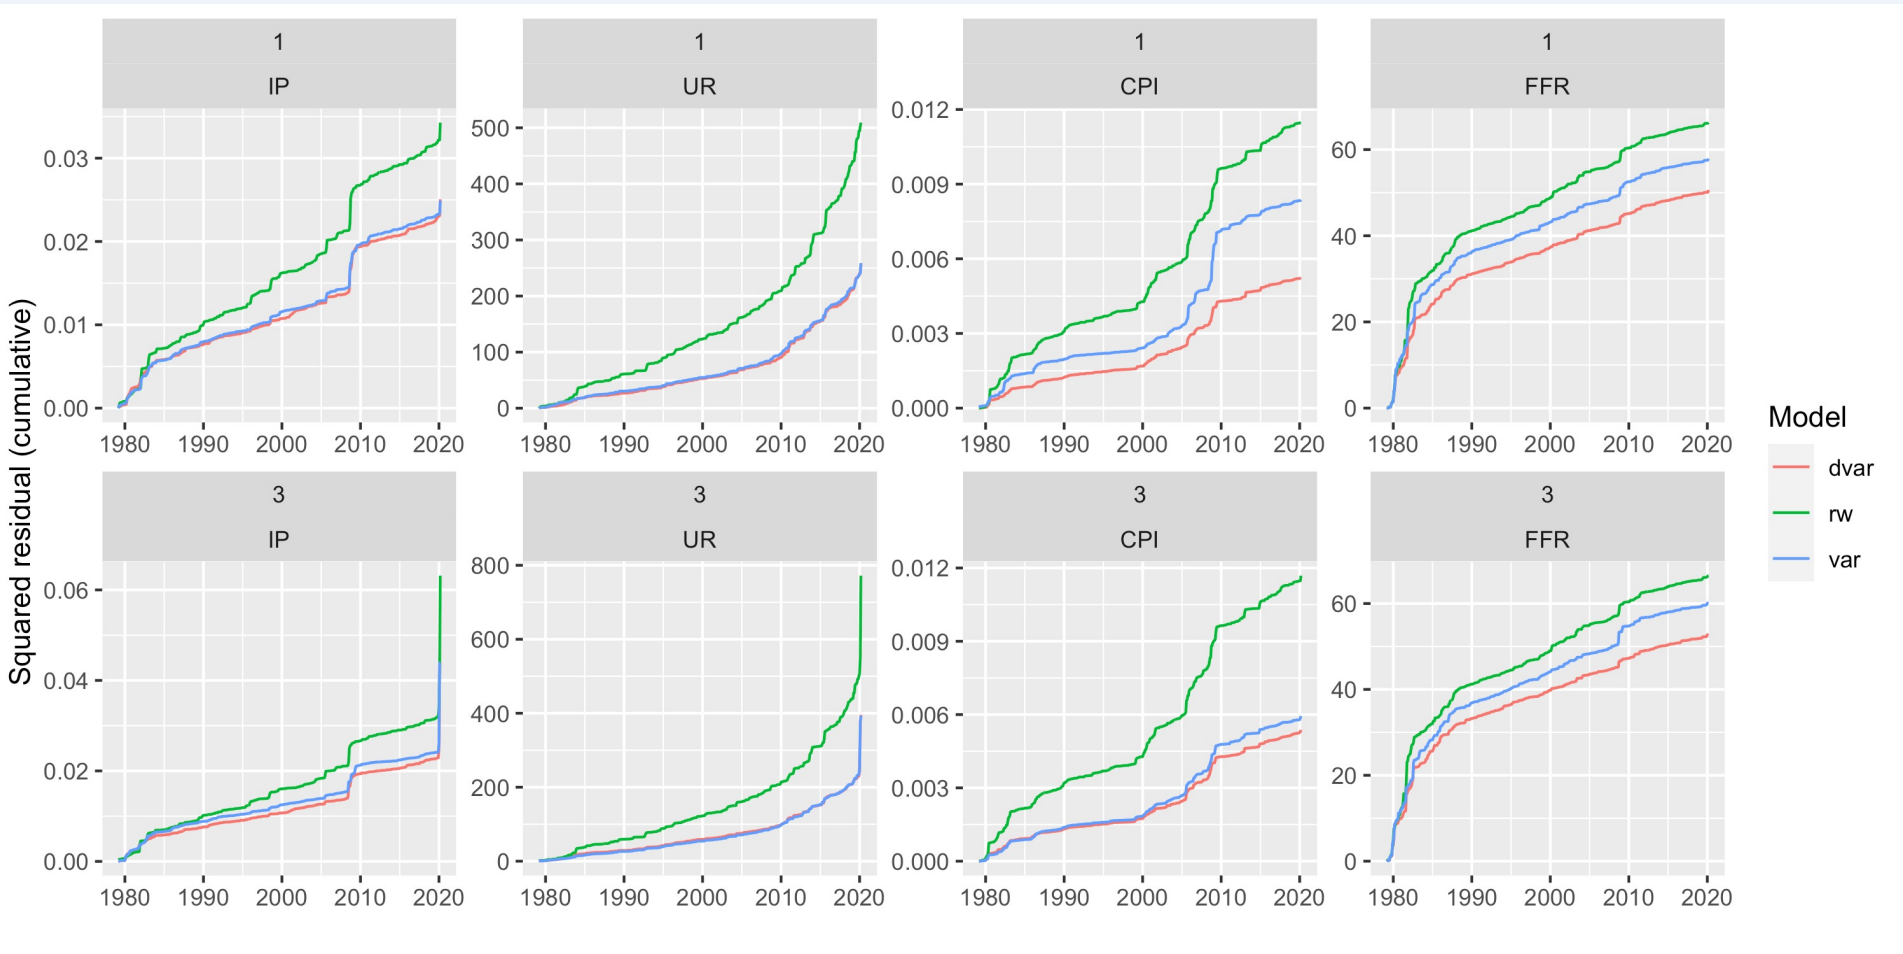 1 1 1 1
IP UR CPI FFR
0.03 0.02 0.01 0.00
500 400 300 200 100 0
0.012 0.009 0.006 0.003 0.000
60 40 20 0
1980 1990 2000 2010 2020 1980 1990 2000 2010 2020 1980 1990 2000 2010 2020 1980 1990 2000 2010 2020
Squared residual (cumulative)
3 3 3 3
IP UR CPI FFR
0.06 0.04 0.02 0.00
800 600 400 200 0
0.012 0.009 0.006 0.003 0.000
60 40 20 0
1980 1990 2000 2010 2020 1980 1990 2000 2010 2020 1980 1990 2000 2010 2020 1980 1990 2000 2010 2020
Model
dvar
rw
var